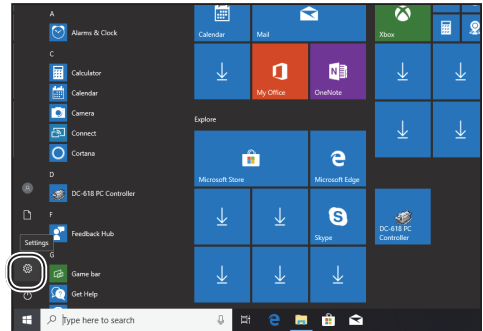 A
Alarms & Clock
C
Calculator
Calendar
Camera
Connect
Cortana
D
DC-618 PC Controller
F
Feedback Hub
Settings
G
Game bar
Get Help
Type here to search
Calendar
Mail
Xbox
My Office
OneNote
Explore
Microsoft Store
Microsoft Edge
Skype
DC-618 PC
Controller